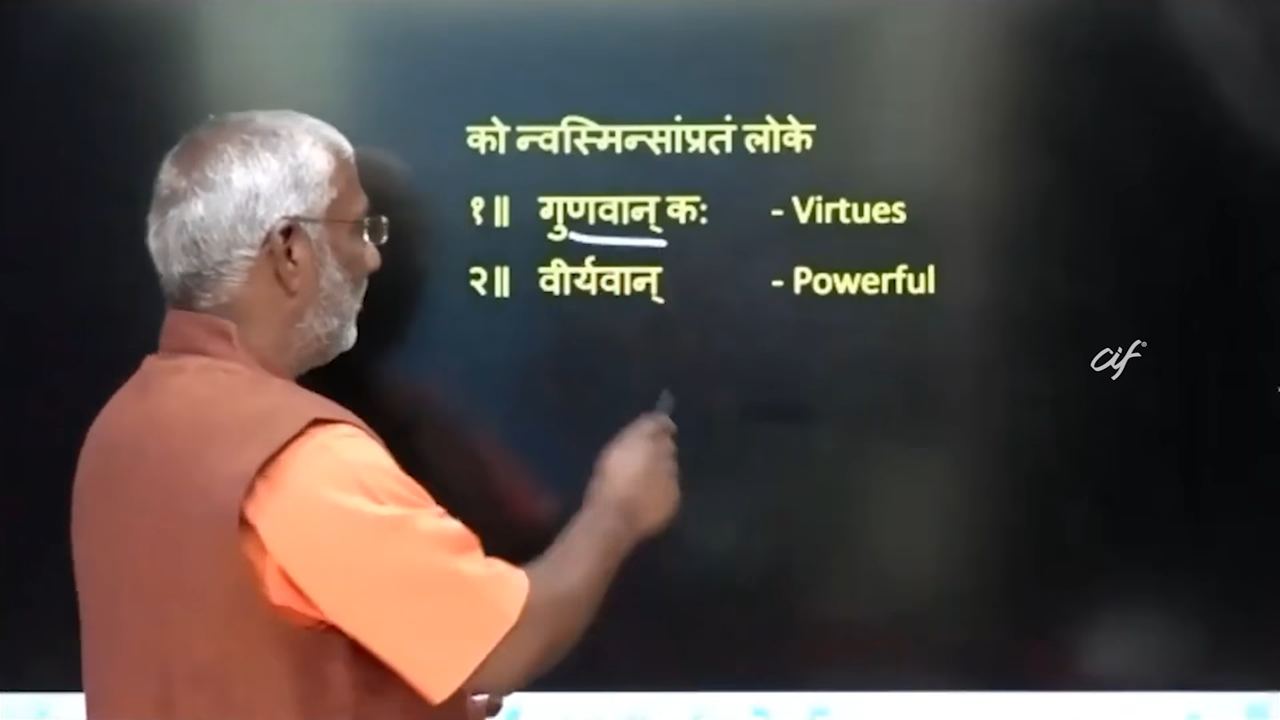 को न्वस्मिन्सांप्रतं लोके
१॥ गुणवान् कः - Virtues
२॥ वीर्यवान् - Powerful
cif